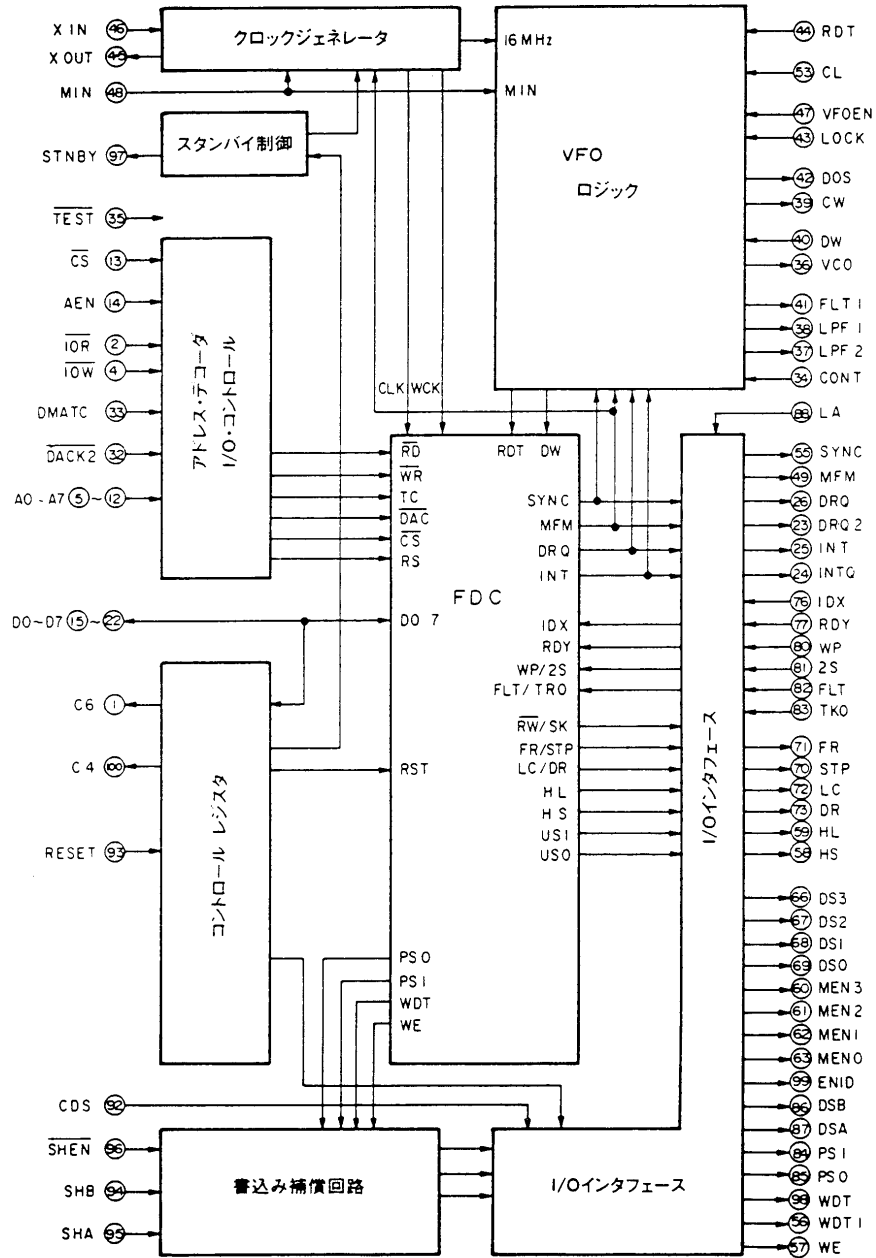 X IN 46
X OUT 45
MIN 48
STNBY 97
TEST 35
CS 13
AEN 14
IOR 2
IOW 4
DMATC 33
DACK2 32
A0 - A7 5 ~ 12
D0~D7 15 ~ 22
C6 1
C4 100
RESET 93
CDS 92
SHEN 96
SHB 94
SHA 95
クロックジェネレータ
スタンバイ制御
アドレス・デコーダ
I/O・コントロール
コントロール レジスタ
書込み補償回路
16MHz
MIN
VFO
ロジック
CLK WCK
RD
WR
TC
DAC
CS
RS
DO 7
RST
PS0
PS1
WDT
WE
FDC
RDT DW
SYNC
MFM
DRQ
INT
IDX
RDY
WP/2S
FLT/TRO
RW/SK
FR/STP
LC/DR
HL
HS
US1
US0
I/Oインタフェース
I/Oインタフェース
44 RDT
53 CL
47 VFOEN
43 LOCK
42 DOS
39 CW
40 DW
36 VCO
41 FLT1
38 LPF1
37 LPF2
34 CONT
88 LA
55 SYNC
49 MFM
26 DRQ
23 DRQ2
25 INT
24 INTQ
76 IDX
77 RDY
80 WP
81 2S
82 FLT
83 TKO
71 FR
70 STP
72 LC
73 DR
59 HL
58 HS
66 DS3
67 DS2
68 DS1
69 DS0
60 MEN3
61 MEN2
62 MEN1
63 MEN0
99 ENID
86 DSB
87 DSA
84 PS1
85 PS0
98 WDT
56 WDT1
57 WE